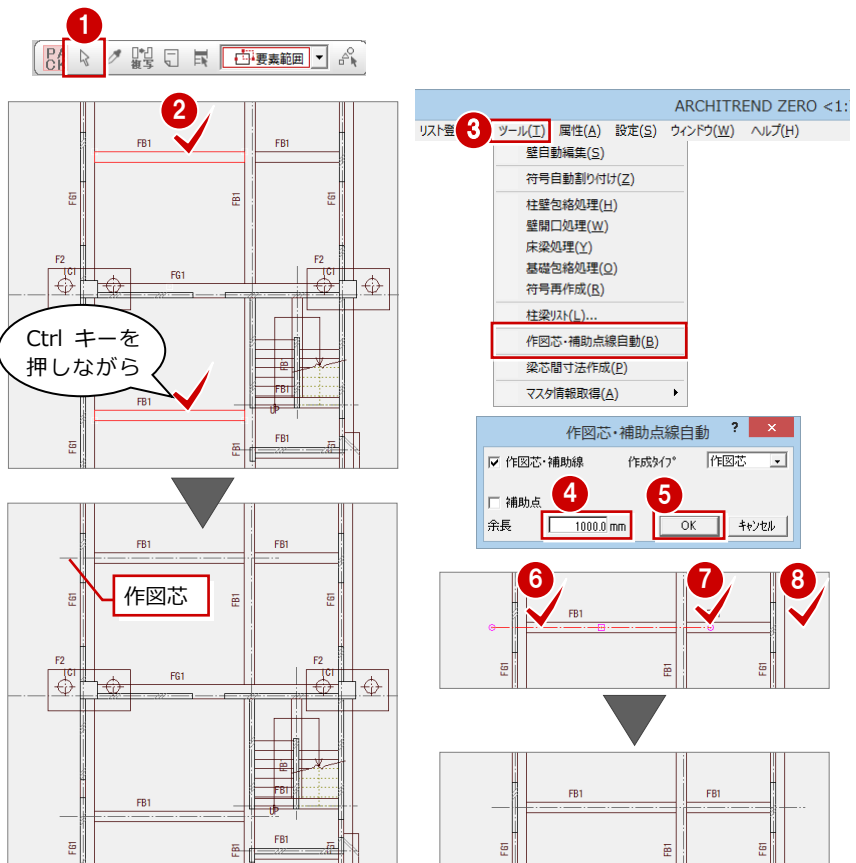 1
PA
CK
複写
要素範囲
2
FB1
FB1
FG1
FB1
FG1
F2
F2
FG1
Ctrl キーを
押しながら
FB1
FB1
FB1
UP
FG1
FB1
FB1
FG1
FB1
FB1
作図芯
FG1
FB1
FG1
F2
F2
FG1
FB1
FB1
FB1
UP
FG1
FB1
FB1
FG1
ARCHITREND ZERO <1:
リスト登
3
ツール(T) 属性(A) 設定(S) ウィンドウ(W) ヘルプ(H)
壁自動編集(S)
符号自動割り付け(Z)
柱壁包絡処理(H)
壁開口処理(W)
床梁処理(Y)
基礎包絡処理(O)
符号再作成(R)
柱梁リスト(L)...
作図芯・補助点線自動(B)
梁芯間寸法作成(P)
マスタ情報取得(A)
作図芯・補助点線自動 ? ×
作図芯・補助線 作成タイプ 作図芯
補助点
4
5
余長 1000.0 mm OK キャンセル
6
7
8
FB1
FG1
FB1
FG1
FB1
FB1
FG1
FB1
FG1